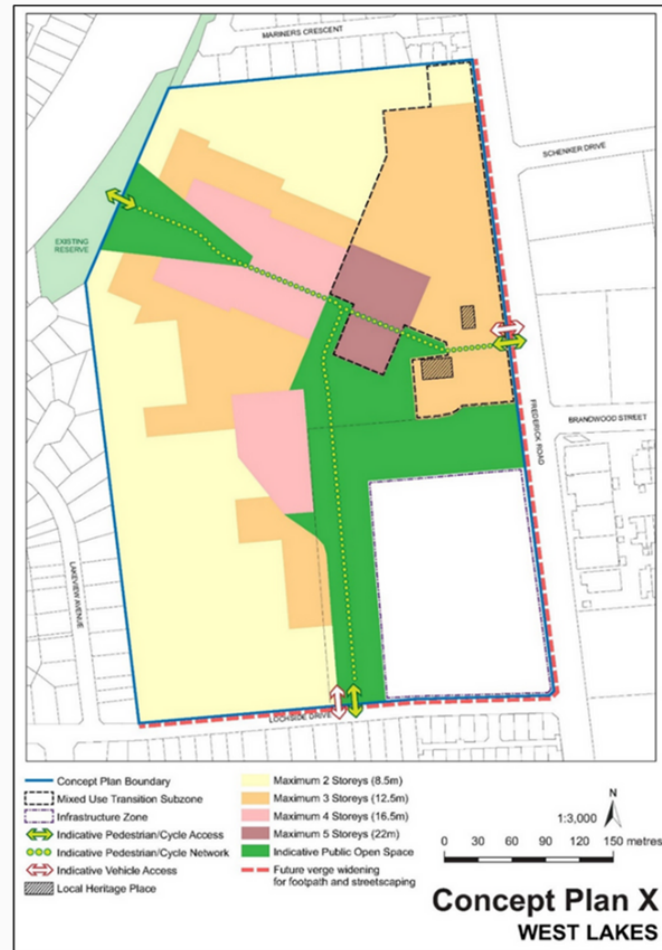 MARINERS CRESCENT
SCHENKER DRIVE
EXISTING
RESERVE
FREDERICK ROAD
BRANDWOOD STREET
LAKEVIEW AVENUE
LOCHSIDE DRIVE
Concept Plan Boundary
Mixed Use Transition Subzone
Infrastructure Zone
Indicative Pedestrian/Cycle Access
Indicative Pedestrian/Cycle Network
Indicative Vehicle Access
Local Heritage Place
Maximum 2 Storeys (8.5m)
Maximum 3 Storeys (12.5m)
Maximum 4 Storeys (16.5m)
Maximum 5 Storeys (22m)
Indicative Public Open Space
Future verge widening
for footpath and streetscaping
N
1:3,000
0 30 60 90 120 150 metres
Concept Plan X
WEST LAKES